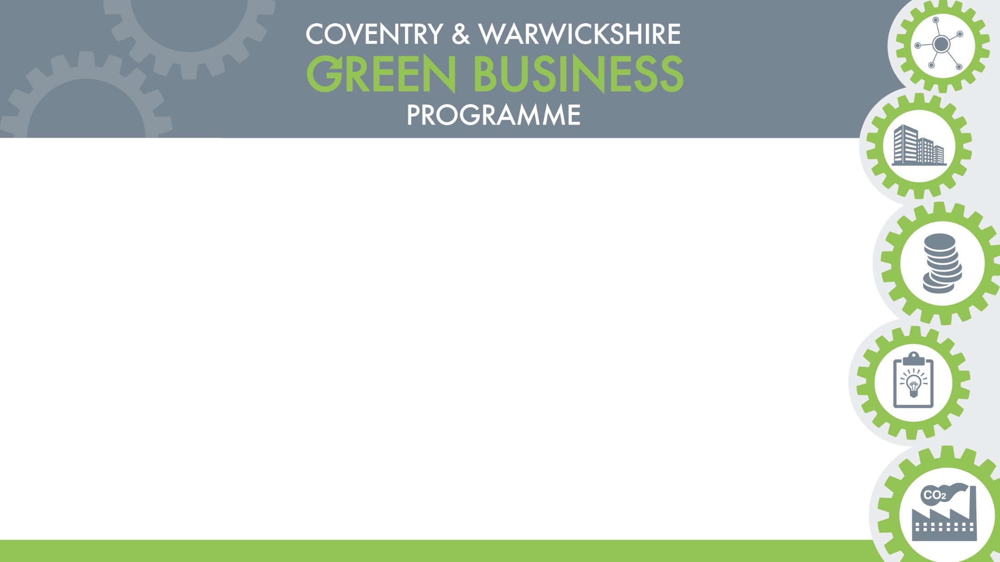 COVENTRY & WARWICKSHIRE
GREEN BUSINESS
PROGRAMME
CO₂